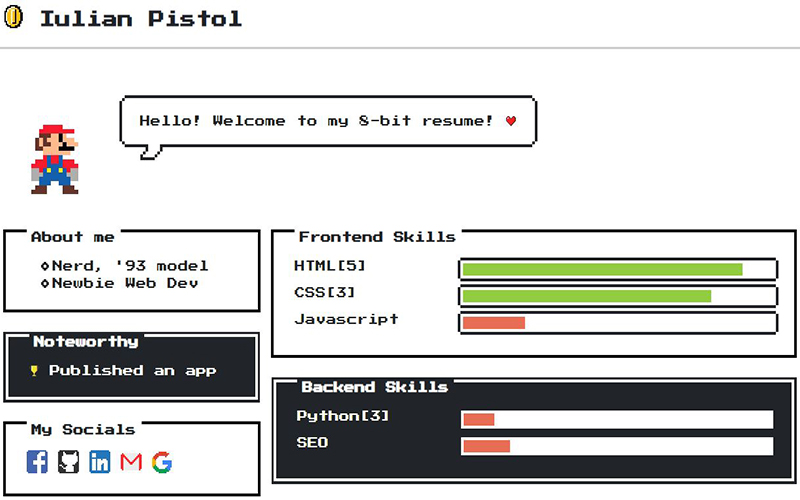 Iulian Pistol
Hello! Welcome to my 8-bit resume!
About me
Nerd, '93 model
Newbie Web Dev
Noteworthy
Published an app
My Socials
Frontend Skills
HTML[5]
CSS[3]
Javascript
Backend Skills
Python[3]
SEO